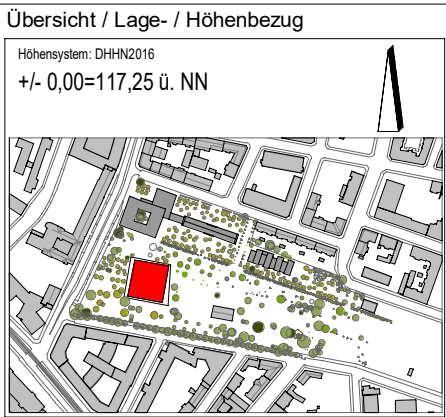 Übersicht / Lage- / Höhenbezug
Höhensystem: DHHN2016
+/- 0,00=117,25 ü. NN